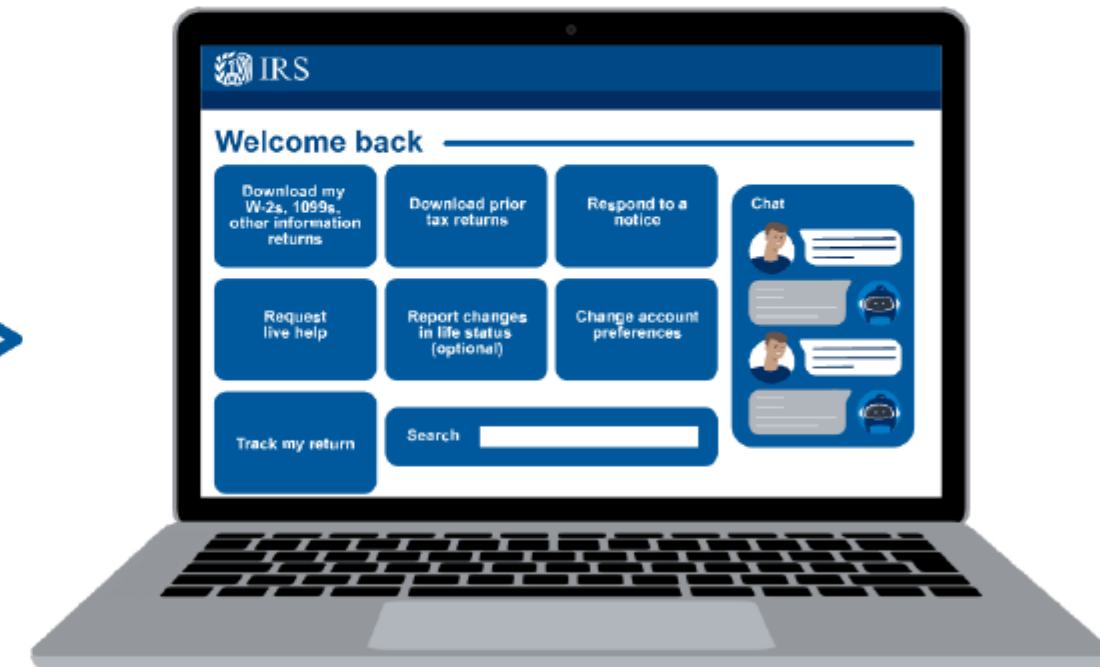 IRS
Welcome back
Download my
W-2s, 1099s,
other information
returns
Download prior
tax returns
Respond to a
notice
Chat
Request
live help
Report changes
in life status
(optional)
Change account
preferences
Track my return
Search